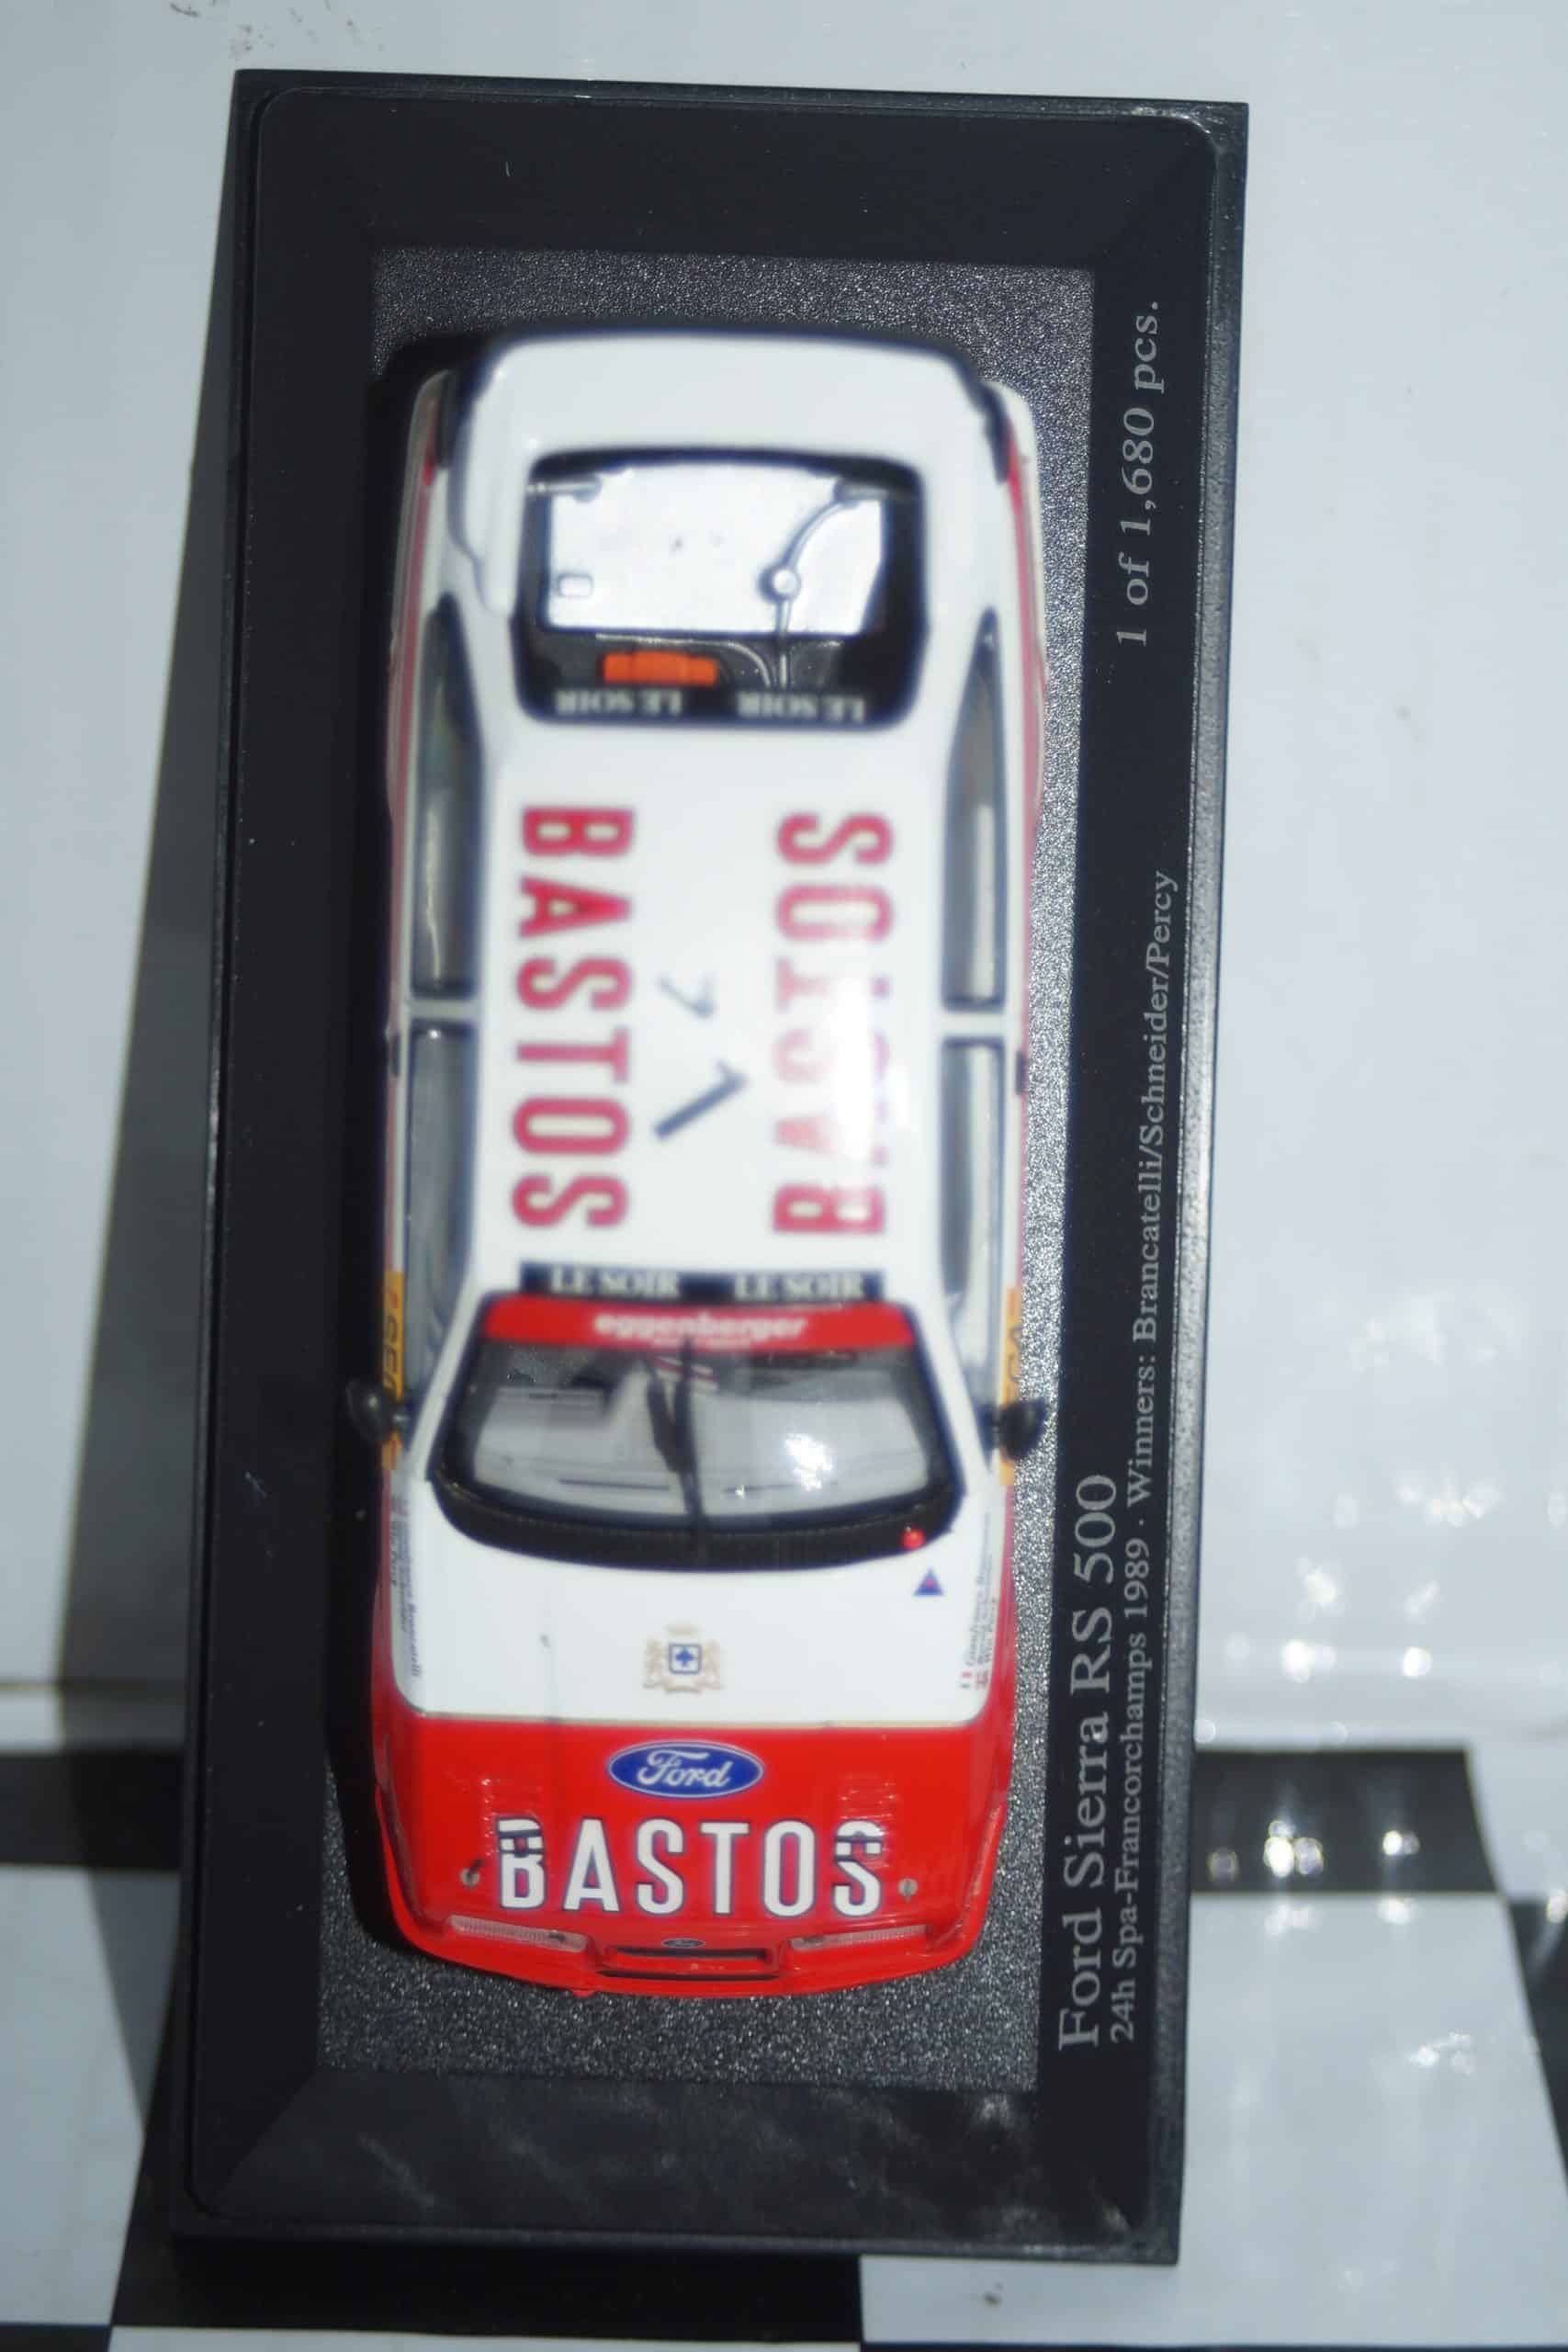 LE SOIR LE SOIR
BASTOS
BASTOS
LE SOIR LE SOIR
eggenberger
Ford
BASTOS
Ford Sierra RS 500
24h Spa-Francorchamps 1989 · Winners: Brancatelli/Schneider/Percy
1 of 1,680 pcs.